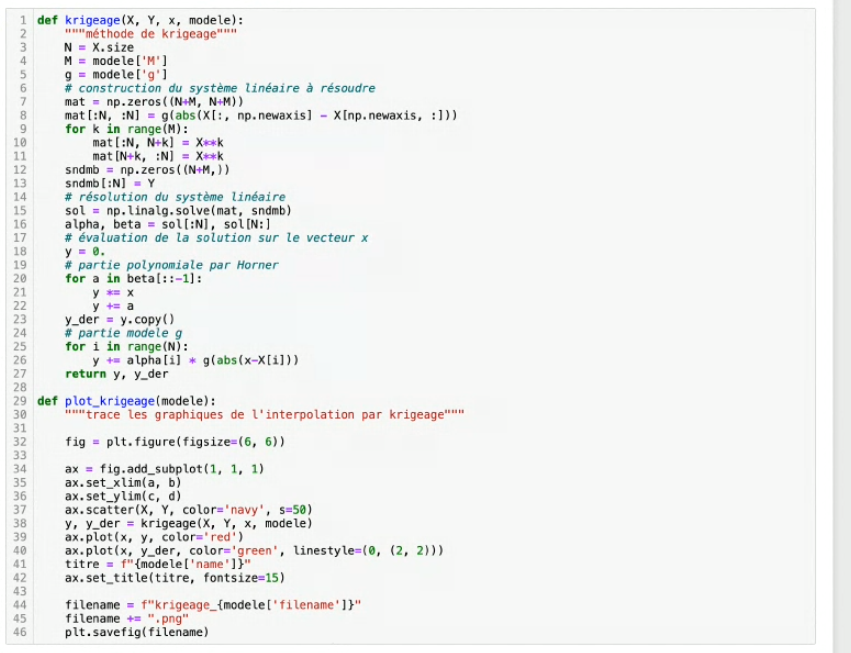 1 def krigeage(X, Y, x, modele):
2     """méthode de krigeage"""
3     N = X.size
4     M = modele['M']
5     g = modele['g']
6     # construction du système linéaire à résoudre
7     mat = np.zeros((N+M, N+M))
8     mat[:N, :N] = g(abs(X[:, np.newaxis] - X[np.newaxis, :]))
9     for k in range(M):
10         mat[:N, N+k] = X**k
11         mat[N+k, :N] = X**k
12     sndmb = np.zeros((N+M,))
13     sndmb[:N] = Y
14     # résolution du système linéaire
15     sol = np.linalg.solve(mat, sndmb)
16     alpha, beta = sol[:N], sol[N:]
17     # évaluation de la solution sur le vecteur x
18     y = 0.
19     # partie polynomiale par Horner
20     for a in beta[::-1]:
21         y *= x
22         y += a
23     y_der = y.copy()
24     # partie modele g
25     for i in range(N):
26         y += alpha[i] * g(abs(x-X[i]))
27     return y, y_der
28
29 def plot_krigeage(modele):
30     """trace les graphiques de l'interpolation par krigeage"""
31
32     fig = plt.figure(figsize=(6, 6))
33
34     ax = fig.add_subplot(1, 1, 1)
35     ax.set_xlim(a, b)
36     ax.set_ylim(c, d)
37     ax.scatter(X, Y, color='navy', s=50)
38     y, y_der = krigeage(X, Y, x, modele)
39     ax.plot(x, y, color='red')
40     ax.plot(x, y_der, color='green', linestyle=(0, (2, 2)))
41     titre = f"{modele['name']}"
42     ax.set_title(titre, fontsize=15)
43
44     filename = f"krigeage_{modele['filename']}"
45     filename += ".png"
46     plt.savefig(filename)